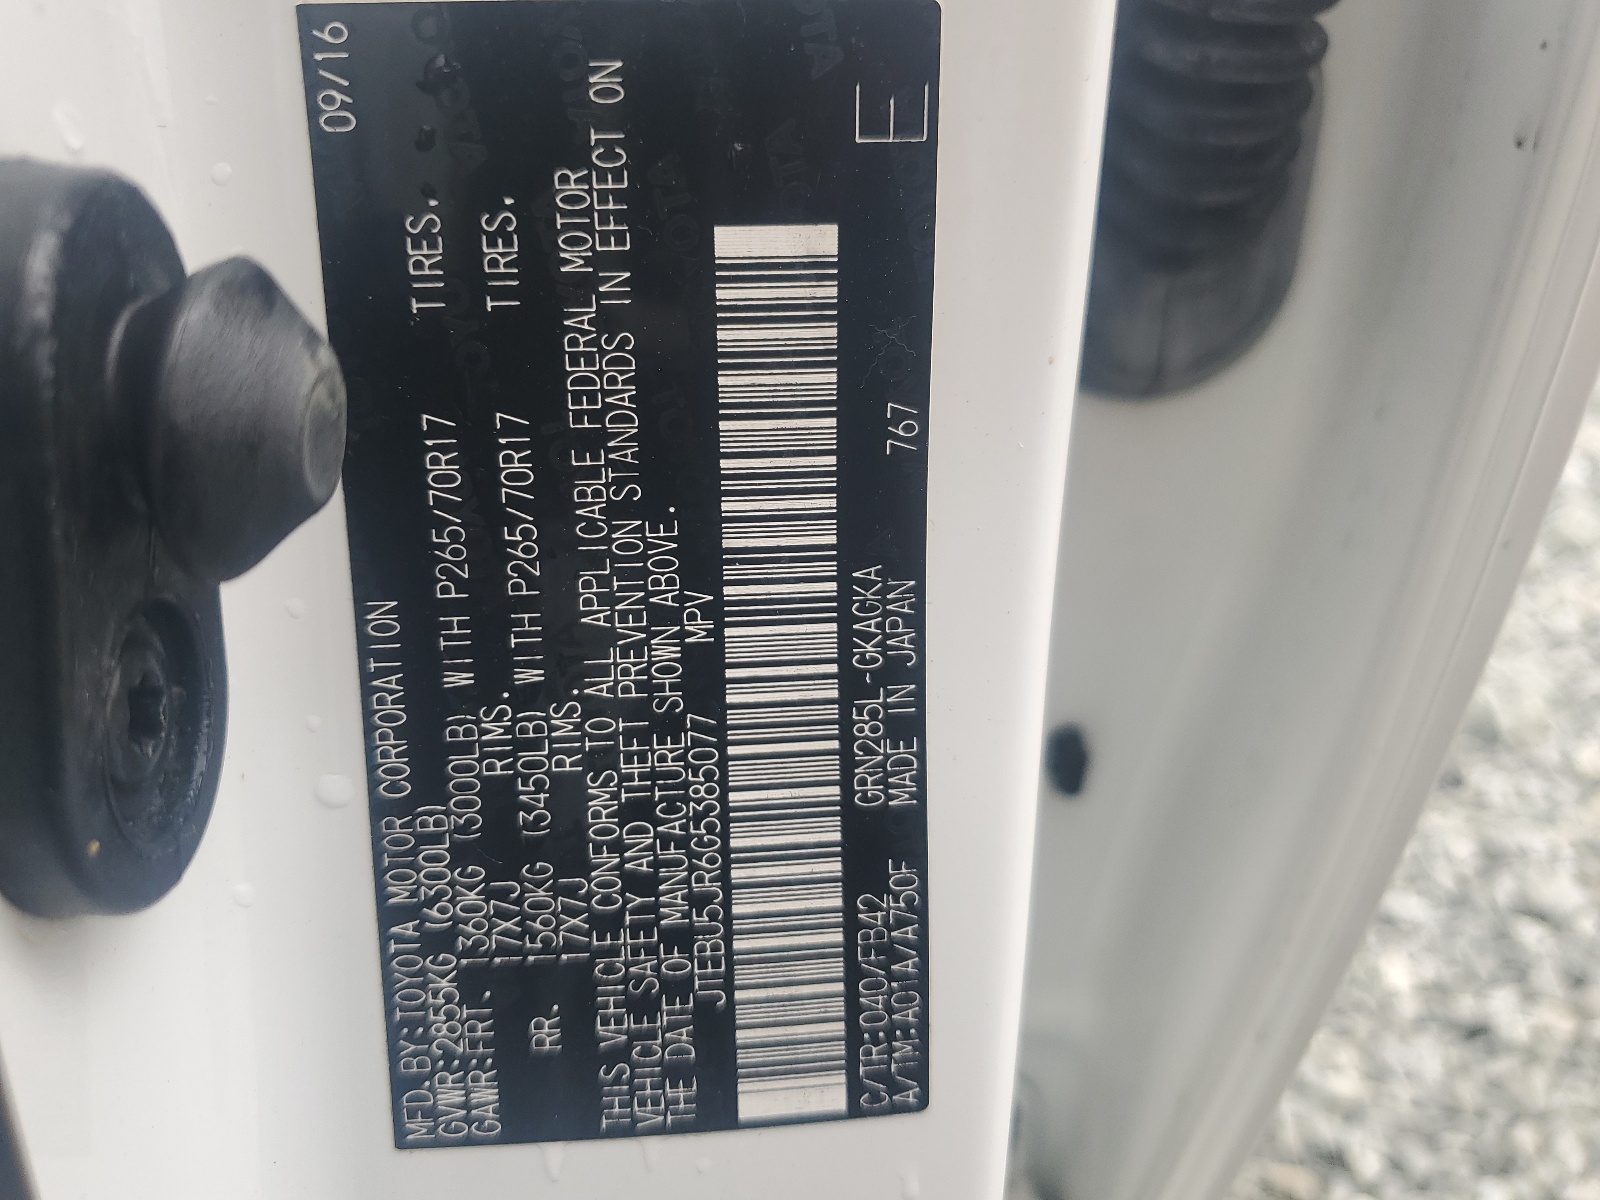 09/16
MFD.BY:TOYOTA MOTOR CORPORATION
GVWR:2855KG (6300LB)
GAWR:FRT. 1360KG (3000LB) WITH P265/70R17 TIRES.
17X7J RIMS.
RR. 1560KG (3450LB) WITH P265/70R17 TIRES.
17X7J RIMS.
THIS VEHICLE CONFORMS TO ALL APPLICABLE FEDERAL MOTOR
VEHICLE SAFETY AND THEFT PREVENTION STANDARDS IN EFFECT ON
THE DATE OF MANUFACTURE SHOWN ABOVE.
JTEBU5JR6G5385077 MPV
C/TR:040/FB42 GRN285L-GKAGKA
A/TM:A01A/A750F MADE IN JAPAN 767
E